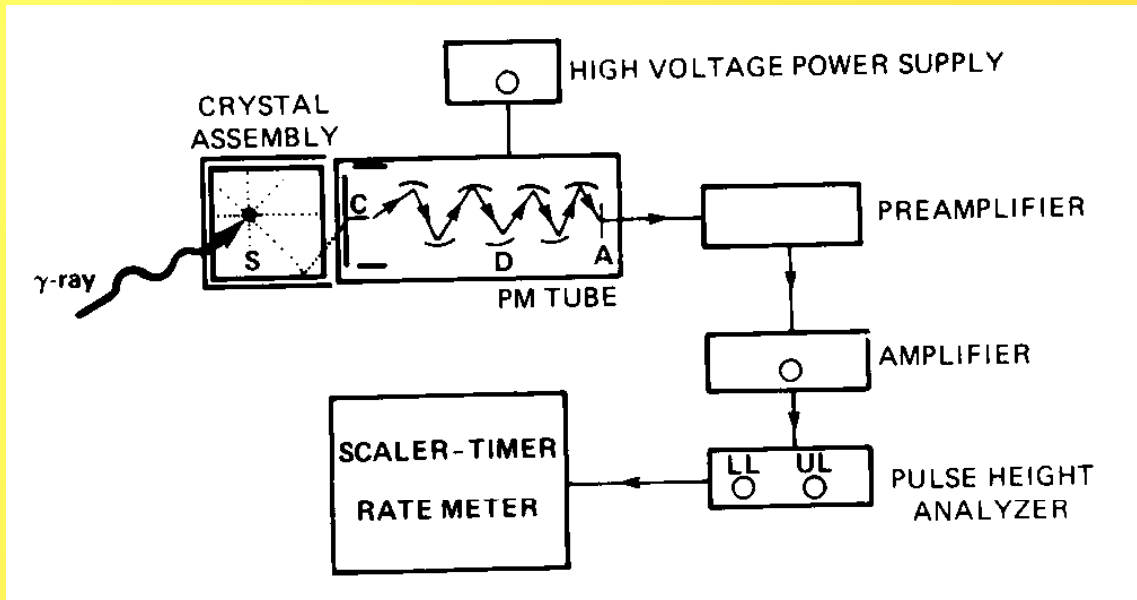 HIGH VOLTAGE POWER SUPPLY
CRYSTAL
ASSEMBLY
C
S
D
A
γ-ray
PM TUBE
PREAMPLIFIER
AMPLIFIER
LL UL
PULSE HEIGHT
ANALYZER
SCALER-TIMER
RATE METER